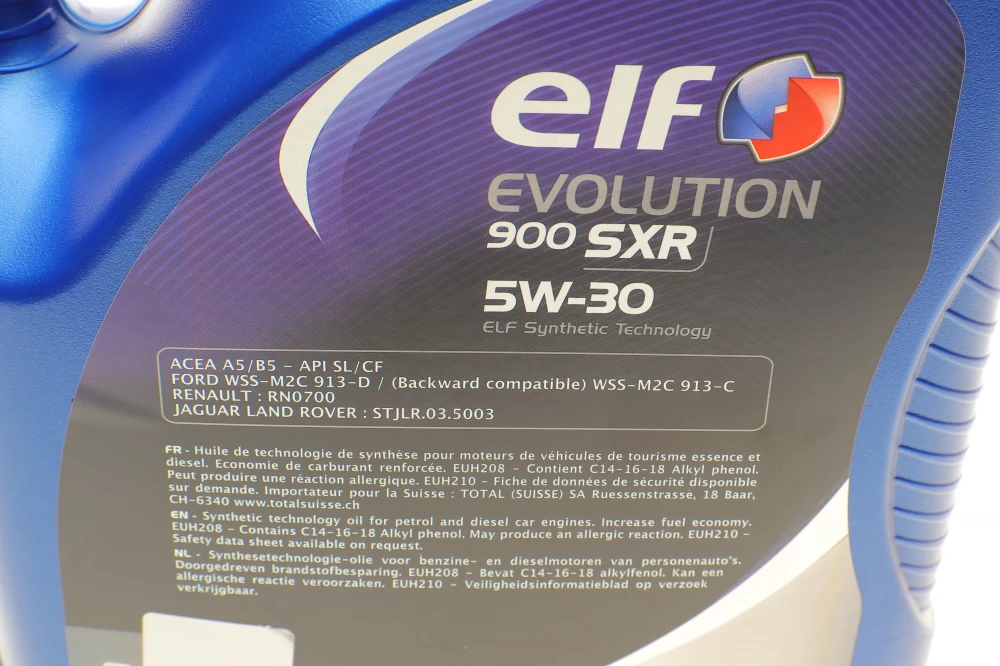 elf
EVOLUTION
900 SXR
5W-30
ELF Synthetic Technology
ACEA A5/B5 - API SL/CF
FORD WSS-M2C 913-D / (Backward compatible) WSS-M2C 913-C
RENAULT : RN0700
JAGUAR LAND ROVER : STJLR.03.5003
FR - Huile de technologie de synthèse pour moteurs de véhicules de tourisme essence et
diesel. Economie de carburant renforcée. EUH208 - Contient C14-16-18 Alkyl phenol.
Peut produire une réaction allergique. EUH210 - Fiche de données de sécurité disponible
sur demande. Importateur pour la Suisse : TOTAL (SUISSE) SA Ruessenstrasse, 18 Baar,
CH-6340 www.totalsuisse.ch
EN - Synthetic technology oil for petrol and diesel car engines. Increase fuel economy.
EUH208 - Contains C14-16-18 Alkyl phenol. May produce an allergic reaction. EUH210 -
Safety data sheet available on request.
NL - Synthesetechnologie-olie voor benzine- en dieselmotoren van personenauto's.
Doorgedreven brandstofbesparing. EUH208 - Bevat C14-16-18 alkylfenol. Kan een
allergische reactie veroorzaken. EUH210 - Veiligheidsinformatieblad op verzoek
verkrijgbaar.